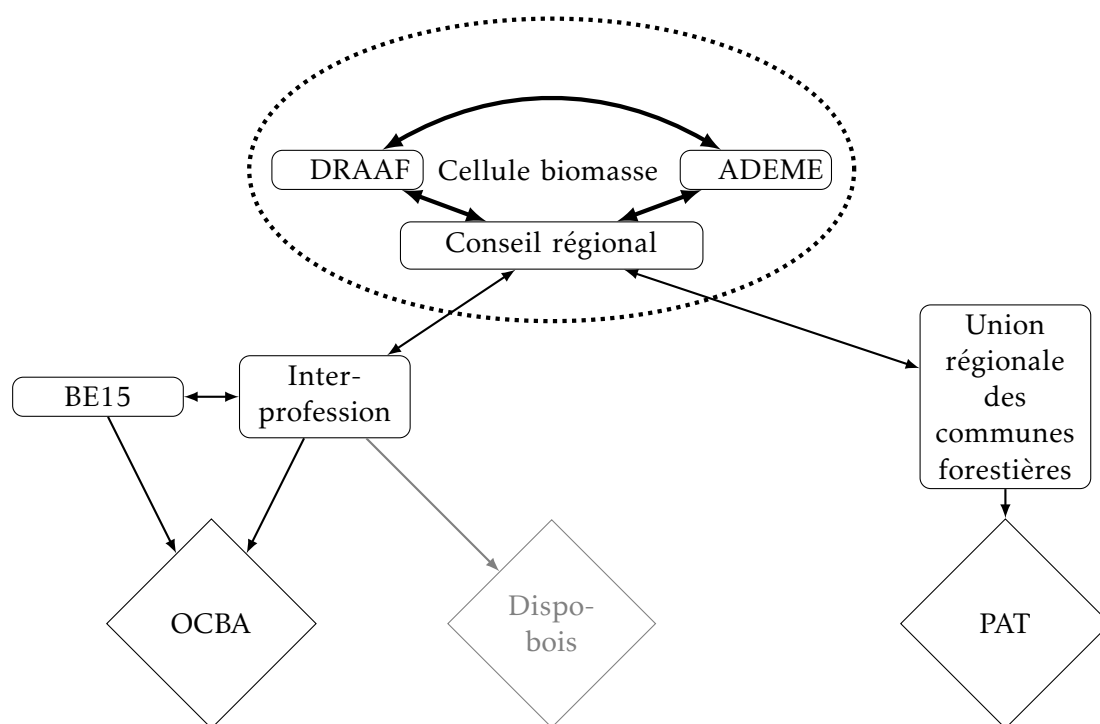 DRAAF
Cellule biomasse
ADEME
Conseil régional
Union
régionale
des
communes
forestières
BE15
Inter-
profession
OCBA
Dispo-
bois
PAT